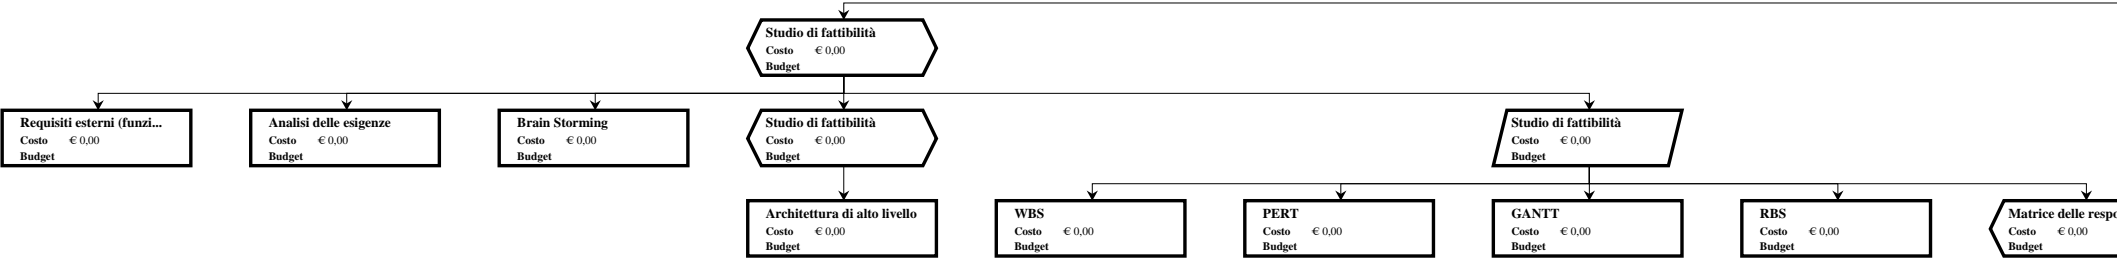 Studio di fattibilità
Costo € 0,00
Budget
Requisiti esterni (funzi...
Costo € 0,00
Budget
Analisi delle esigenze
Costo € 0,00
Budget
Brain Storming
Costo € 0,00
Budget
Studio di fattibilità
Costo € 0,00
Budget
Studio di fattibilità
Costo € 0,00
Budget
Architettura di alto livello
Costo € 0,00
Budget
WBS
Costo € 0,00
Budget
PERT
Costo € 0,00
Budget
GANTT
Costo € 0,00
Budget
RBS
Costo € 0,00
Budget
Matrice delle respo
Costo € 0,00
Budget